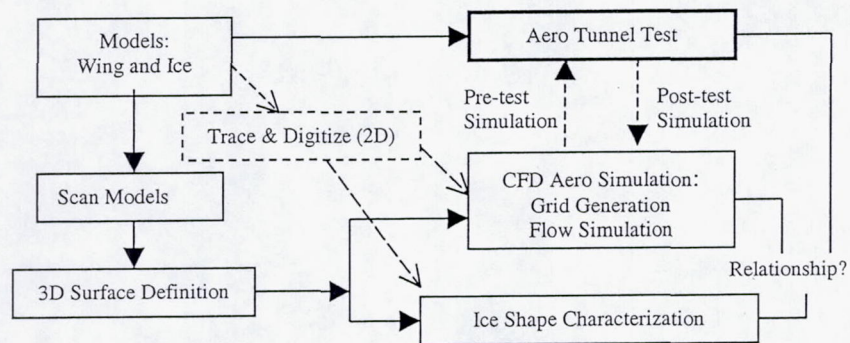 Models:
Wing and Ice
Aero Tunnel Test
Pre-test
Simulation
Post-test
Simulation
Trace & Digitize (2D)
CFD Aero Simulation:
Grid Generation
Flow Simulation
Scan Models
Relationship?
3D Surface Definition
Ice Shape Characterization